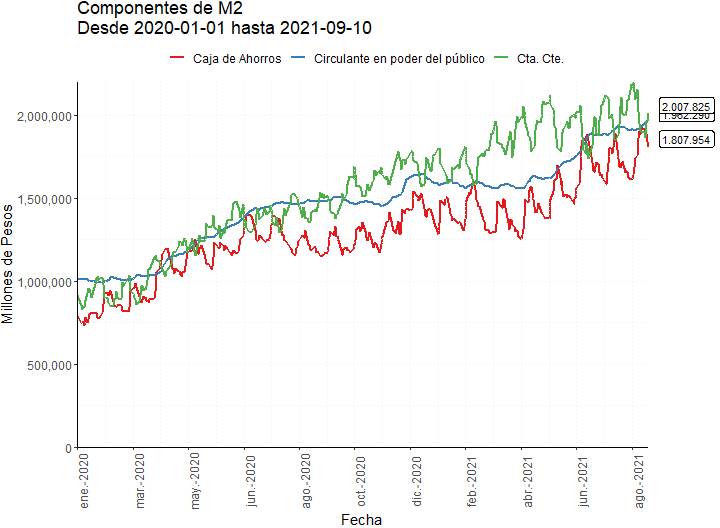 Componentes de M2
Desde 2020-01-01 hasta 2021-09-10
Caja de Ahorros Circulante en poder del público Cta. Cte.
Millones de Pesos
2,000,000
1,500,000
1,000,000
500,000
0
2.007.825
1.982.290
1.807.954
ene.-2020
mar.-2020
may.-2020
jun.-2020
ago.-2020
oct.-2020
dic.-2020
feb.-2021
abr.-2021
jun.-2021
ago.-2021
Fecha